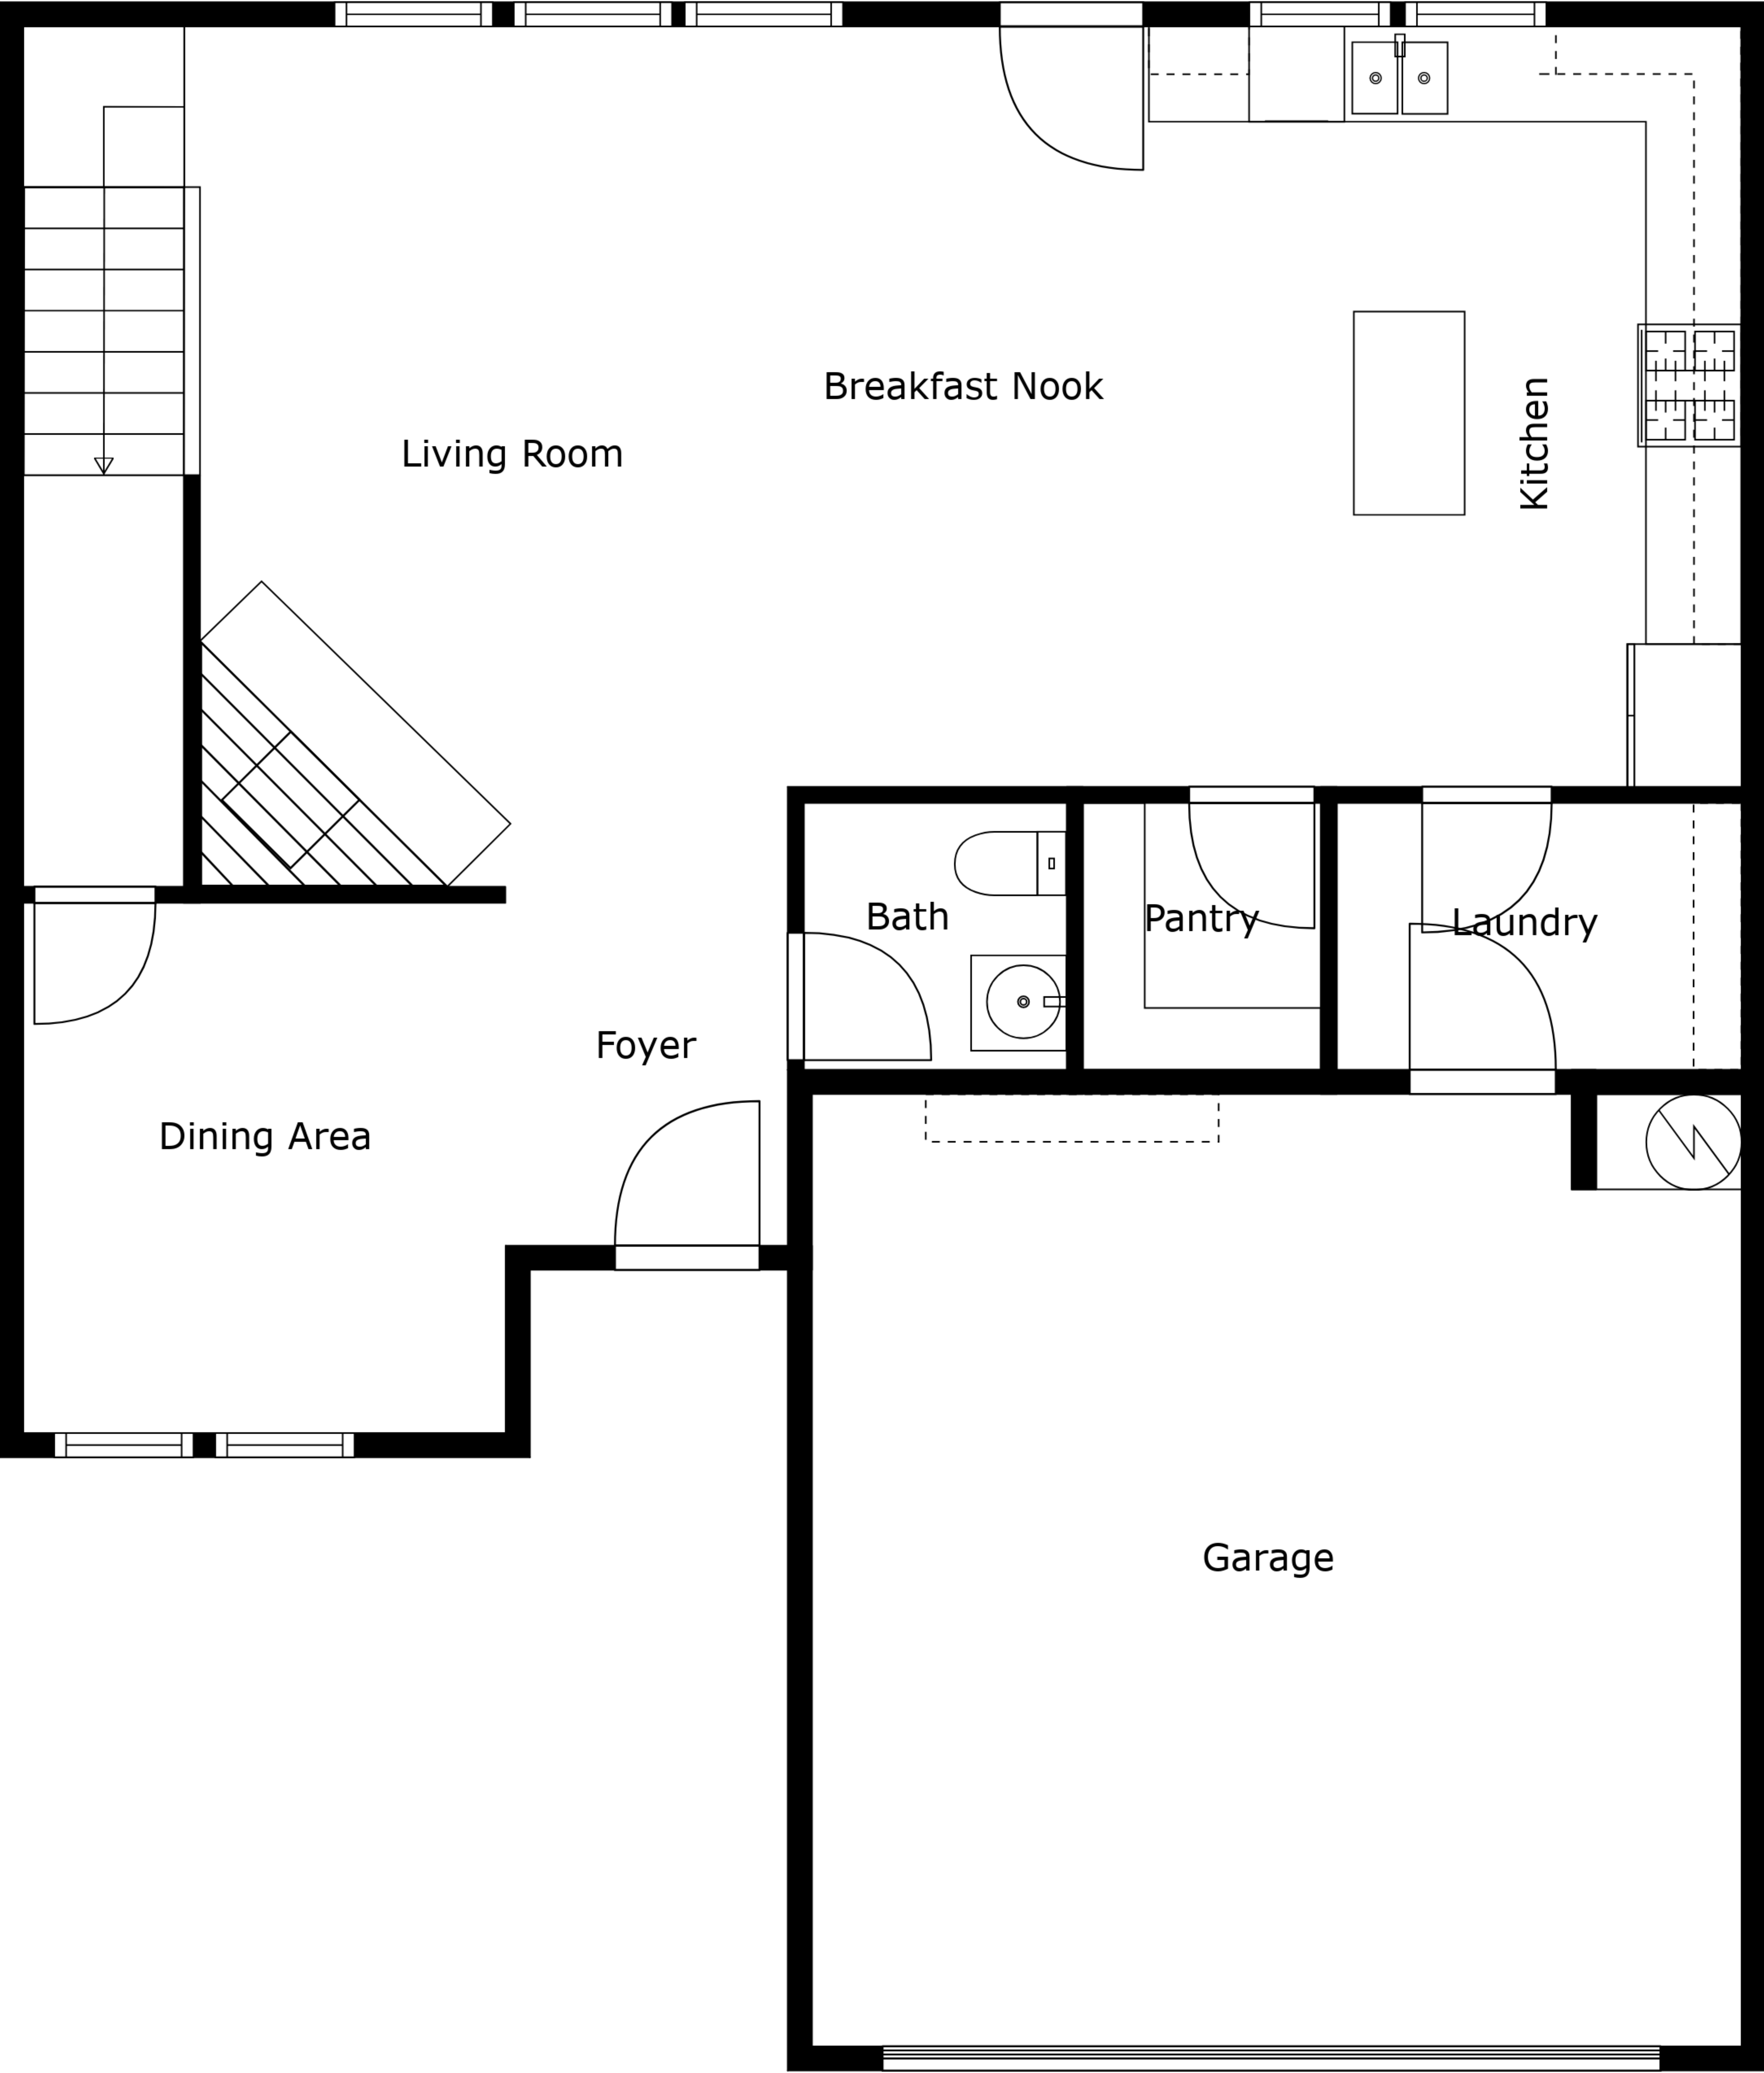 Breakfast Nook
Living Room
Kitchen
Bath
Pantry
Laundry
Foyer
Dining Area
Garage